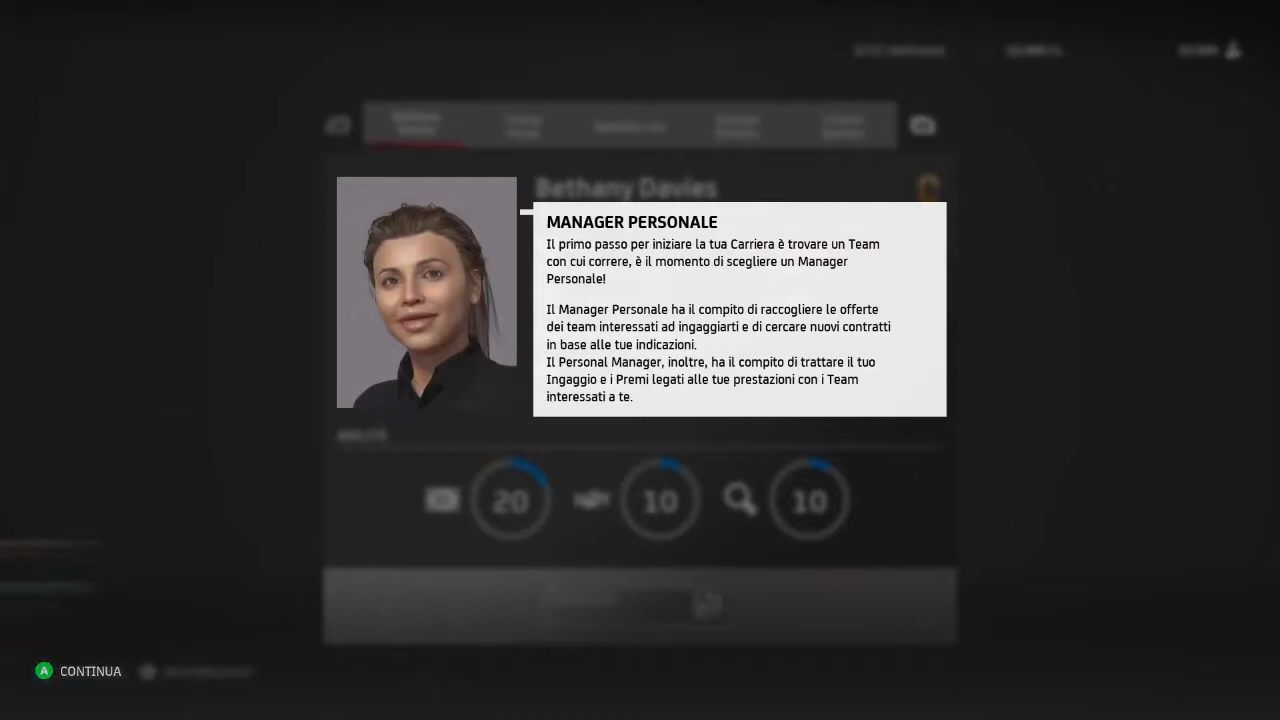 Bethany Davies
C
MANAGER PERSONALE
Il primo passo per iniziare la tua Carriera è trovare un Team
con cui correre, è il momento di scegliere un Manager
Personale!
Il Manager Personale ha il compito di raccogliere le offerte
dei team interessati ad ingaggiarti e di cercare nuovi contratti
in base alle tue indicazioni.
Il Personal Manager, inoltre, ha il compito di trattare il tuo
Ingaggio e i Premi legati alle tue prestazioni con i Team
interessati a te.
ABILITÀ
20
10
10
A CONTINUA